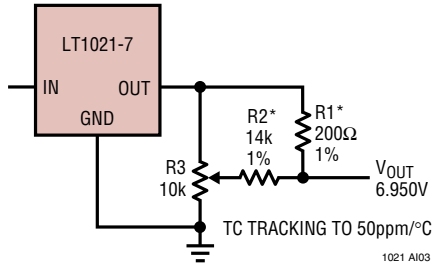 LT1021-7
IN
OUT
GND
R2*
14k
1%
R1*
200Ω
1%
R3
10k
VOUT
6.950V
TC TRACKING TO 50ppm/°C
1021 AI03